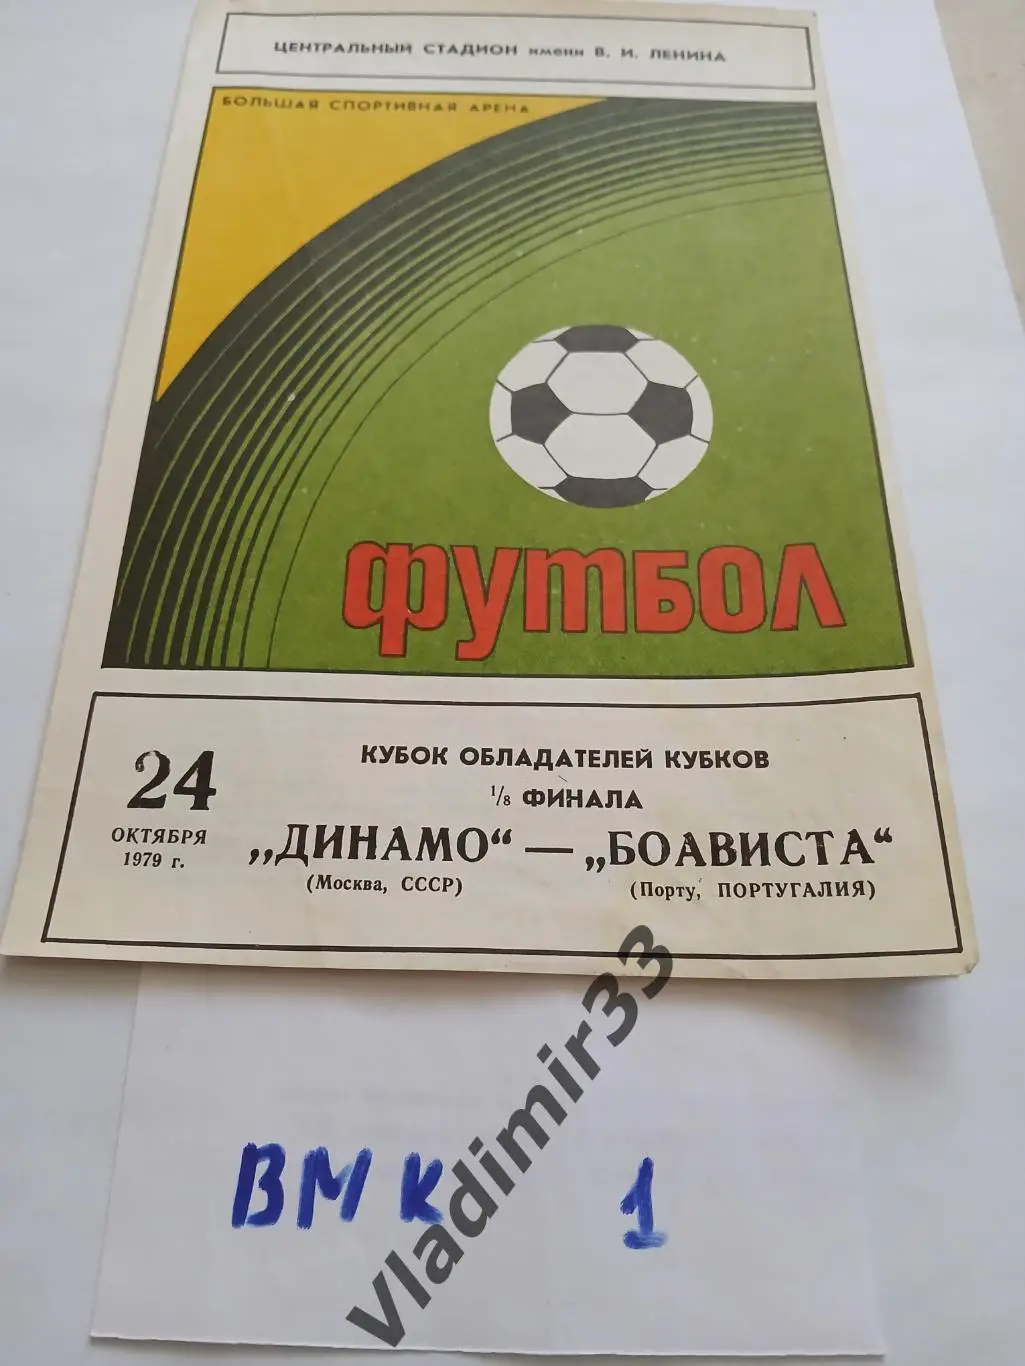 ЦЕНТРАЛЬНЫЙ СТАДИОН имени В. И. ЛЕНИНА
БОЛЬШАЯ СПОРТИВНАЯ АРЕНА
ФУТБОЛ
24
ОКТЯБРЯ
1979 г.
КУБОК ОБЛАДАТЕЛЕЙ КУБКОВ
1/8 ФИНАЛА
„ДИНАМО“ — „БОАВИСТА“
(Москва, СССР) (Порту, ПОРТУГАЛИЯ)
Vladimir33
ВМК 1